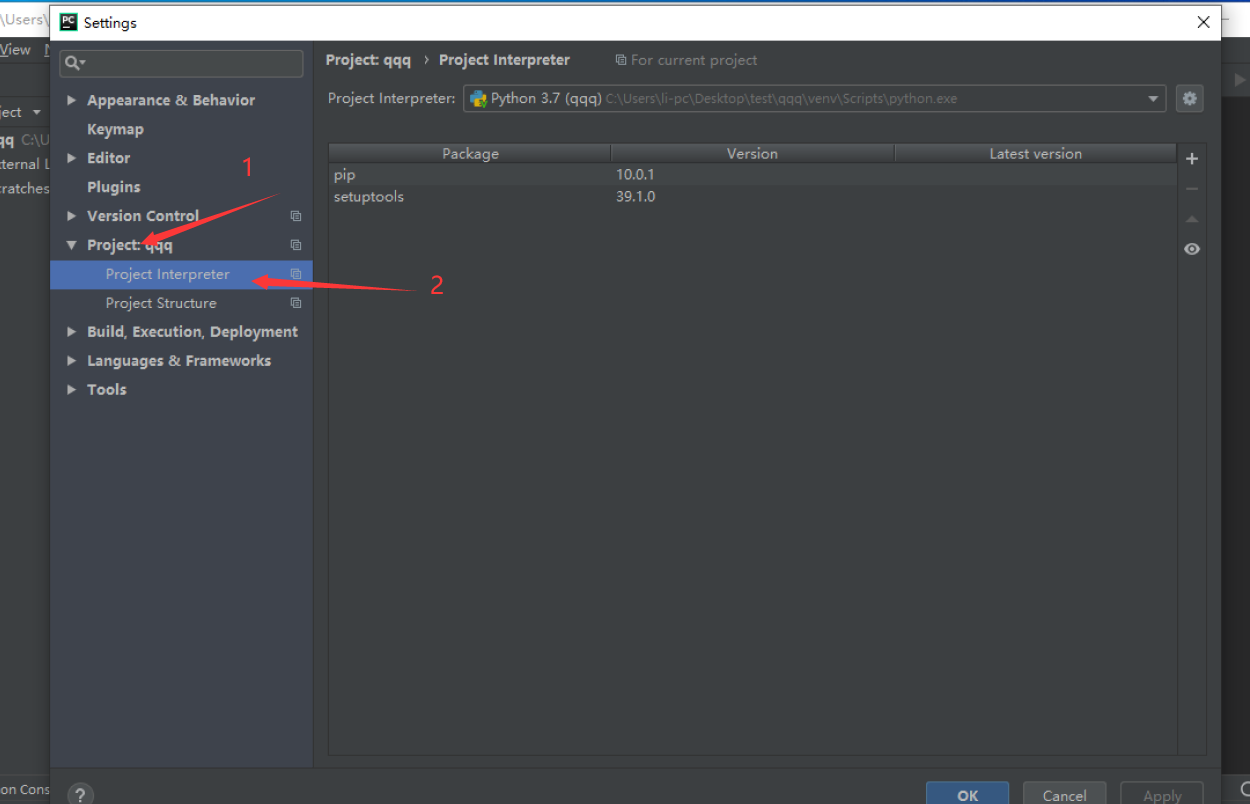 \Users\
Settings
View
Project: qqq › Project Interpreter For current project
Project Interpreter: Python 3.7 (qqq) C:\Users\li-pc\Desktop\test\qqq\venv\Scripts\python.exe
Appearance & Behavior
Keymap
Editor
Plugins
Version Control
Project: qqq
Project Interpreter
Project Structure
Build, Execution, Deployment
Languages & Frameworks
Tools
1
2
Package Version Latest version
pip 10.0.1
setuptools 39.1.0
ject
qq C:\U
ternal L
ratches
on Cons
?
OK Cancel Apply